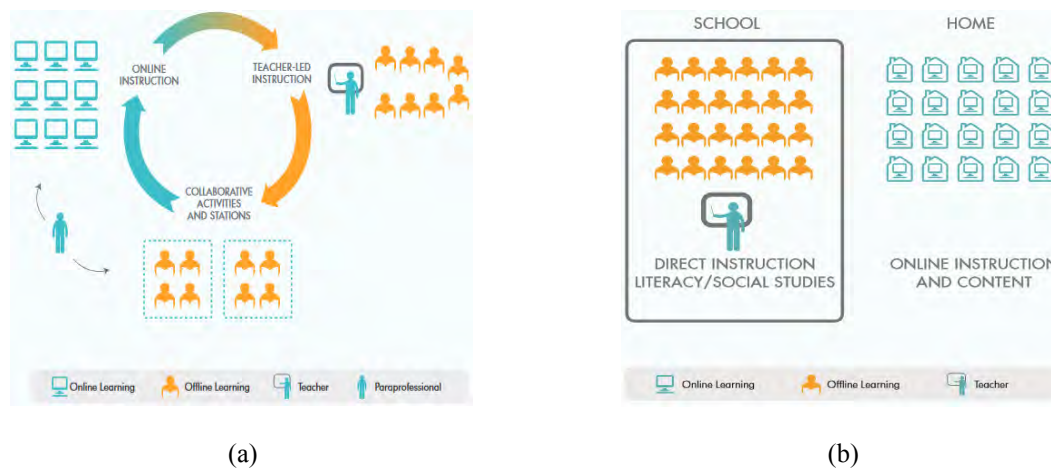 ONLINE
INSTRUCTION
TEACHER-LED
INSTRUCTION
COLLABORATIVE
ACTIVITIES
AND STATIONS
Online Learning
Offline Learning
Teacher
Paraprofessional
(a)
SCHOOL
HOME
DIRECT INSTRUCTION
LITERACY/SOCIAL STUDIES
ONLINE INSTRUCTION
AND CONTENT
Online Learning
Offline Learning
Teacher
(b)